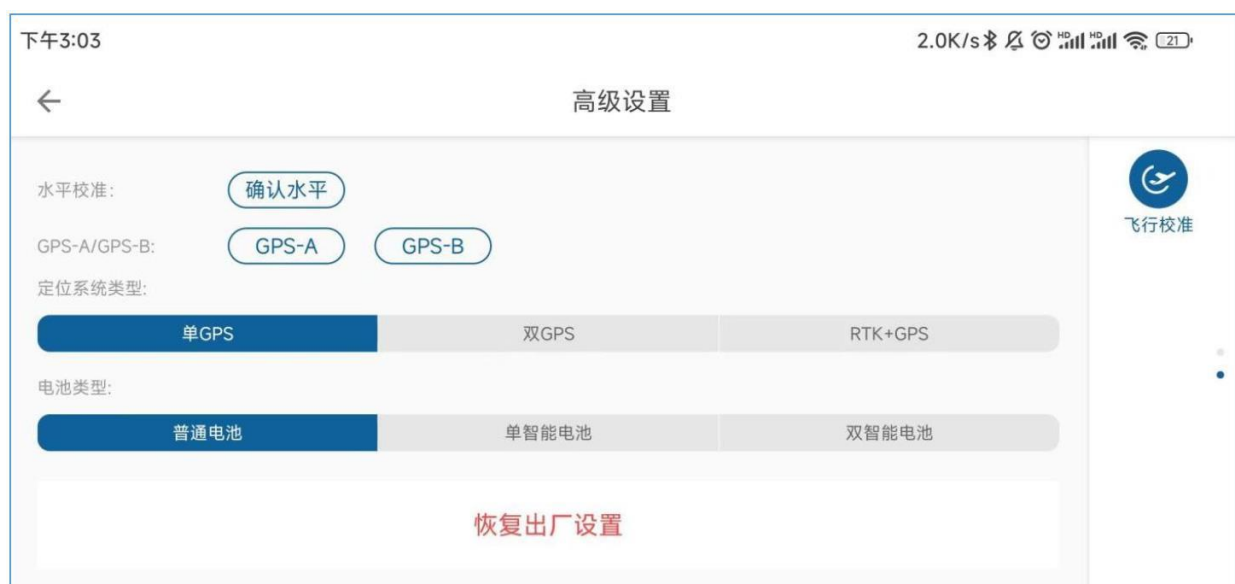 下午3:03 2.0K/s HD HD 21
高级设置
水平校准: 确认水平
飞行校准
GPS-A/GPS-B: GPS-A GPS-B
定位系统类型:
单GPS 双GPS RTK+GPS
电池类型:
普通电池 单智能电池 双智能电池
恢复出厂设置